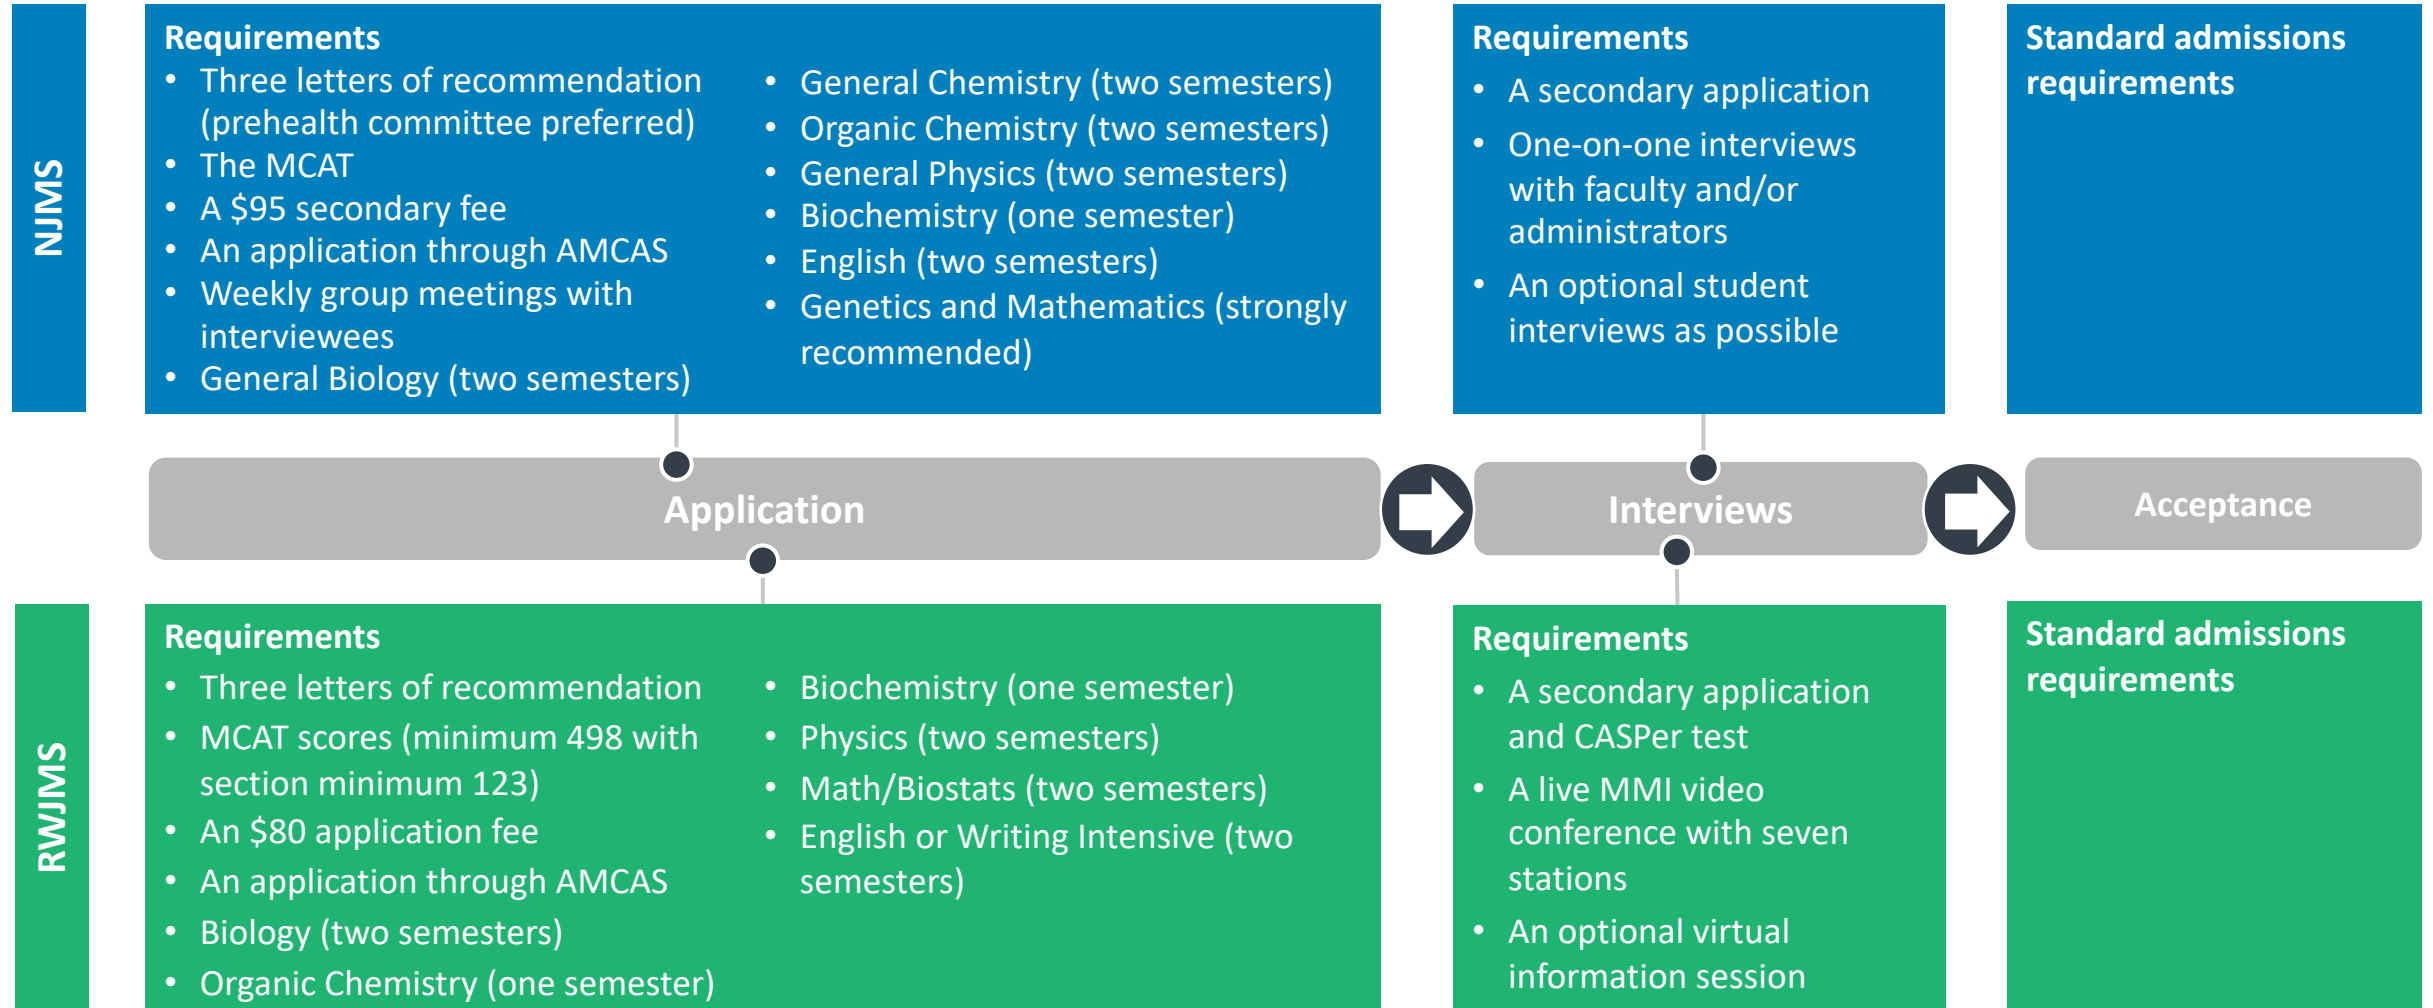 NJMS
Requirements
• Three letters of recommendation
(prehealth committee preferred)
• The MCAT
• A $95 secondary fee
• An application through AMCAS
• Weekly group meetings with
interviewees
• General Biology (two semesters)
• General Chemistry (two semesters)
• Organic Chemistry (two semesters)
• General Physics (two semesters)
• Biochemistry (one semester)
• English (two semesters)
• Genetics and Mathematics (strongly
recommended)
Requirements
• A secondary application
• One-on-one interviews
with faculty and/or
administrators
• An optional student
interviews as possible
Standard admissions
requirements
Application
Interviews
Acceptance
RWJMS
Requirements
• Three letters of recommendation
• MCAT scores (minimum 498 with
section minimum 123)
• An $80 application fee
• An application through AMCAS
• Biology (two semesters)
• Organic Chemistry (one semester)
• Biochemistry (one semester)
• Physics (two semesters)
• Math/Biostats (two semesters)
• English or Writing Intensive (two
semesters)
Requirements
• A secondary application
and CASPer test
• A live MMI video
conference with seven
stations
• An optional virtual
information session
Standard admissions
requirements